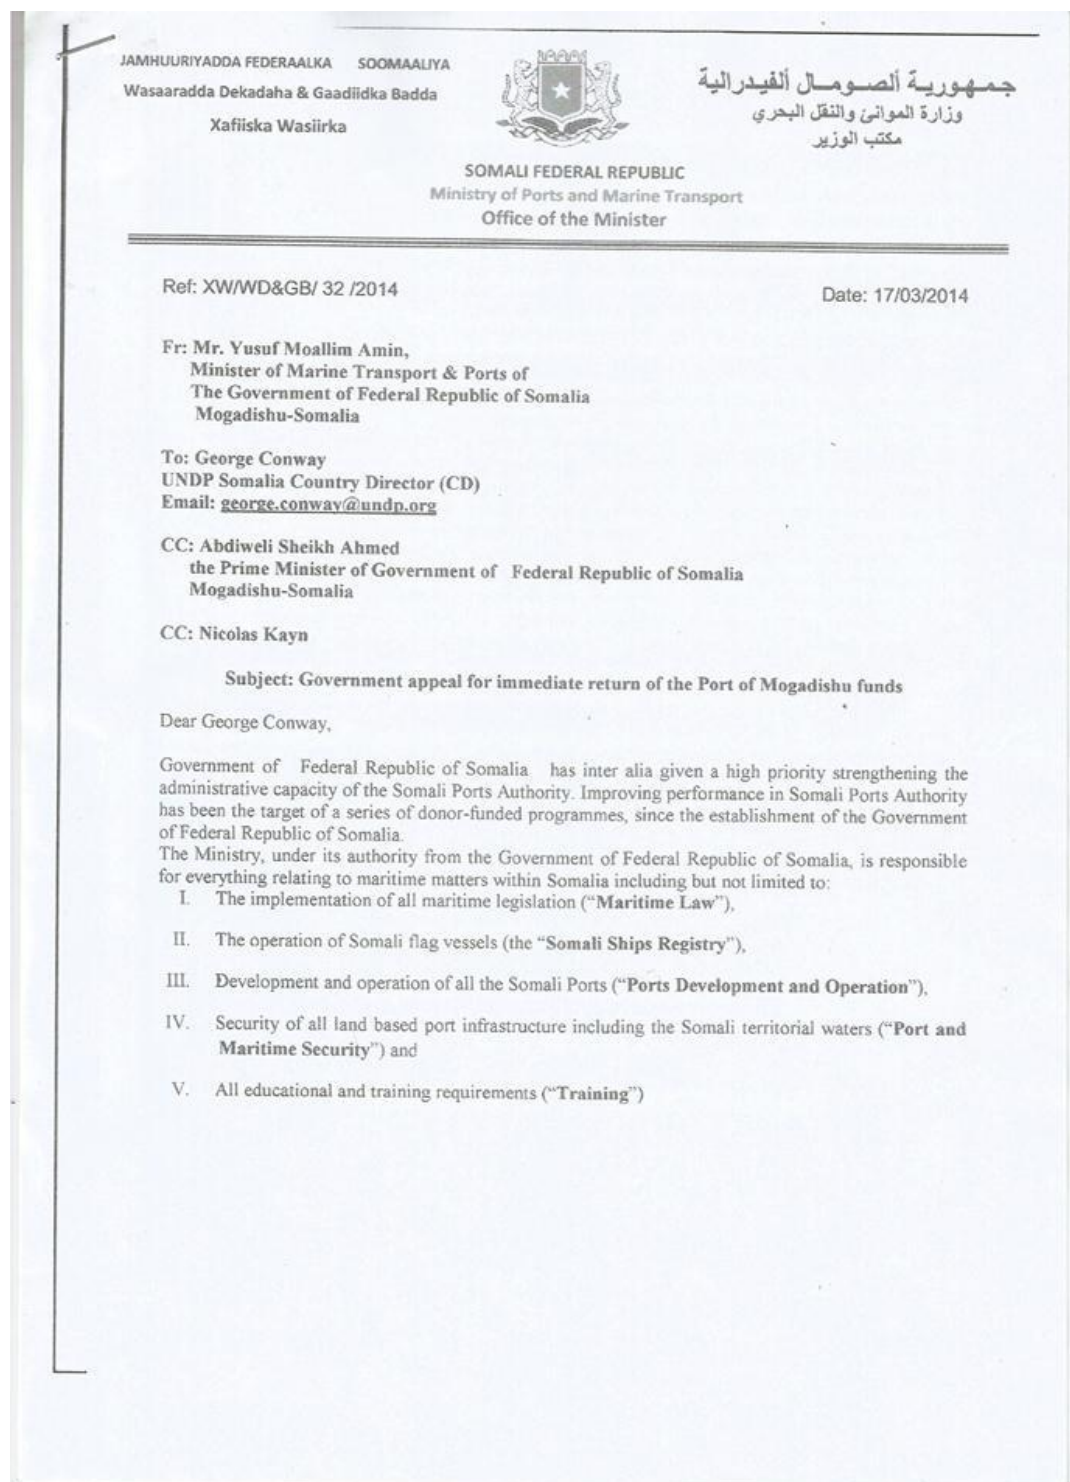 JAMHUURIYADDA FEDERAALKA SOOMAALIYA
Wasaaradda Dekadaha & Gaadiidka Badda
Xafiiska Wasiirka
جمهورية ألصومال ألفيدرالية
وزارة الموانئ والنقل البحري
مكتب الوزير
SOMALI FEDERAL REPUBLIC
Ministry of Ports and Marine Transport
Office of the Minister
Ref: XW/WD&GB/ 32 /2014
Date: 17/03/2014
Fr: Mr. Yusuf Moallim Amin,
Minister of Marine Transport & Ports of
The Government of Federal Republic of Somalia
Mogadishu-Somalia
To: George Conway
UNDP Somalia Country Director (CD)
Email: george.conway@undp.org
CC: Abdiweli Sheikh Ahmed
the Prime Minister of Government of Federal Republic of Somalia
Mogadishu-Somalia
CC: Nicolas Kayn
Subject: Government appeal for immediate return of the Port of Mogadishu funds
Dear George Conway,
Government of Federal Republic of Somalia has inter alia given a high priority strengthening the
administrative capacity of the Somali Ports Authority. Improving performance in Somali Ports Authority
has been the target of a series of donor-funded programmes, since the establishment of the Government
of Federal Republic of Somalia.
The Ministry, under its authority from the Government of Federal Republic of Somalia, is responsible
for everything relating to maritime matters within Somalia including but not limited to:
I. The implementation of all maritime legislation (“Maritime Law”),
II. The operation of Somali flag vessels (the “Somali Ships Registry”),
III. Development and operation of all the Somali Ports (“Ports Development and Operation”),
IV. Security of all land based port infrastructure including the Somali territorial waters (“Port and
Maritime Security”) and
V. All educational and training requirements (“Training”)